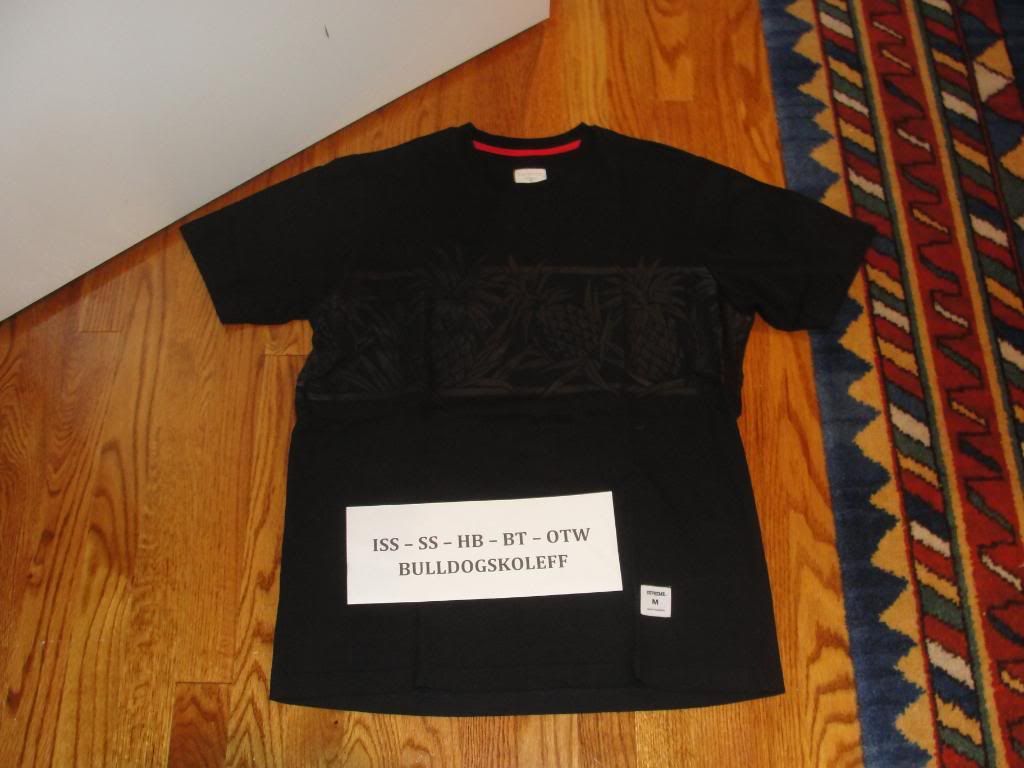 ISS – SS – HB – BT – OTW
BULLDOGSKOLEFF
M